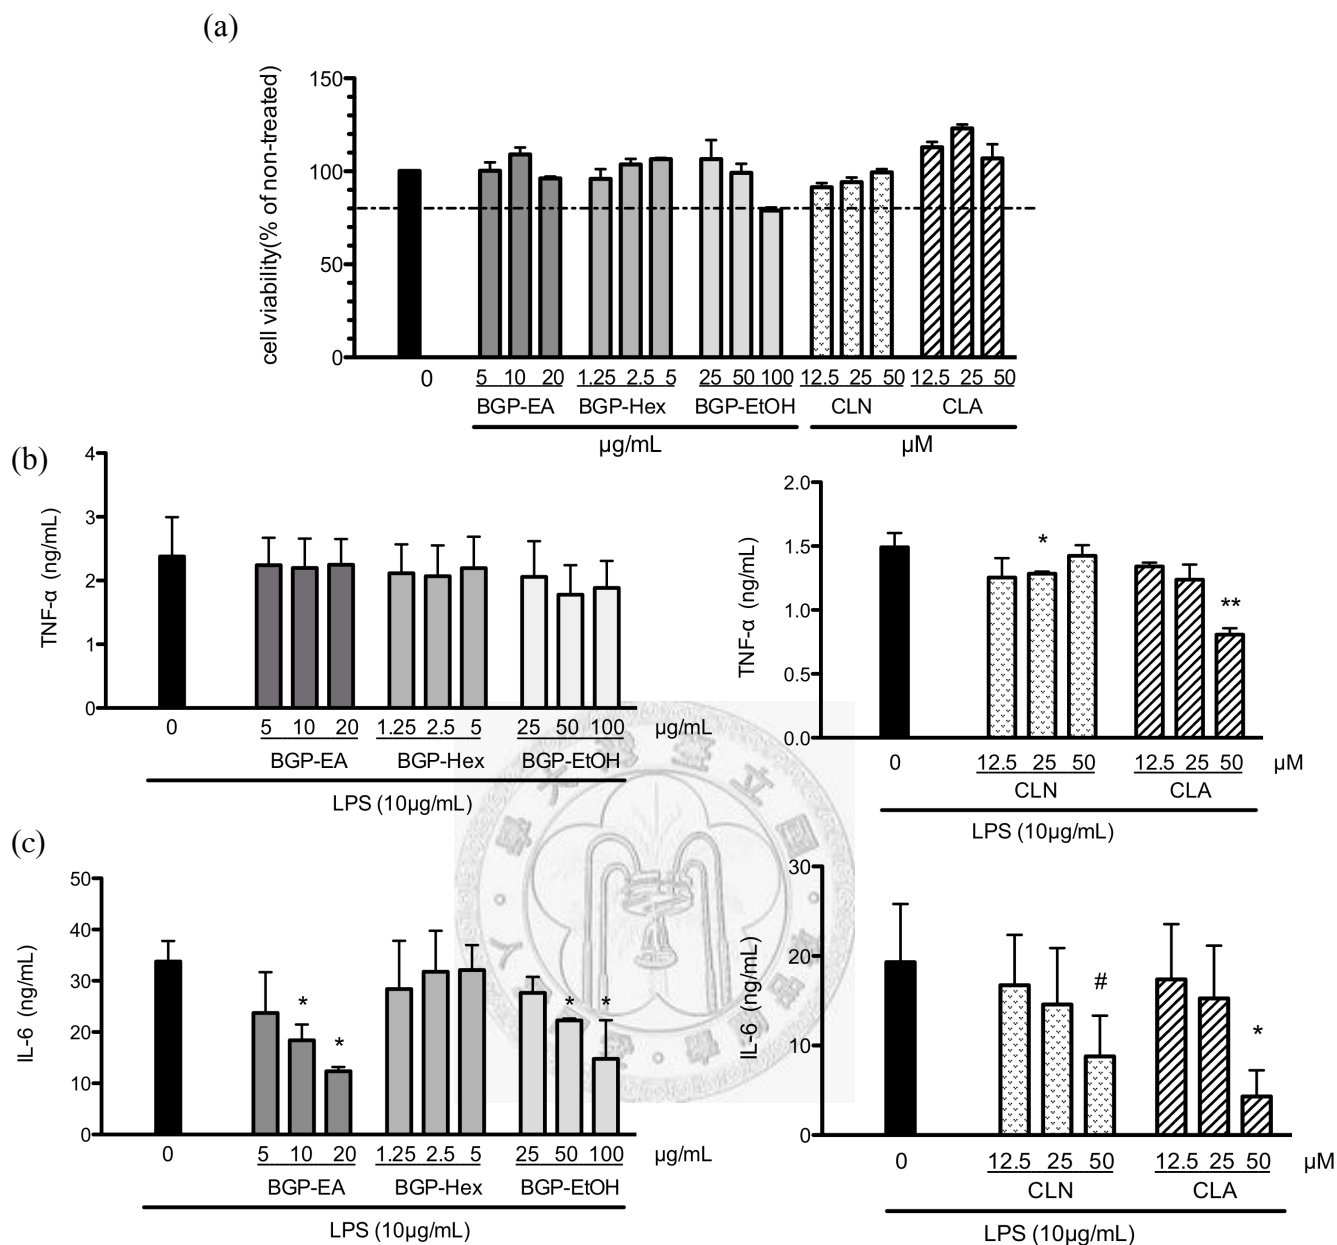 (a)
cell viability(% of non-treated)
150
100
50
0
0 5 10 20 1.25 2.5 5 25 50 100 12.5 25 50 12.5 25 50
BGP-EA BGP-Hex BGP-EtOH CLN CLA
µg/mL µM
(b)
TNF-α (ng/mL)
4
3
2
1
0
0 5 10 20 1.25 2.5 5 25 50 100 µg/mL
BGP-EA BGP-Hex BGP-EtOH
LPS (10µg/mL)
TNF-α (ng/mL)
2.0
1.5
1.0
0.5
0.0
* **
0 12.5 25 50 12.5 25 50 µM
CLN CLA
LPS (10µg/mL)
(c)
IL-6 (ng/mL)
50
40
30
20
10
0
* * * *
0 5 10 20 1.25 2.5 5 25 50 100 µg/mL
BGP-EA BGP-Hex BGP-EtOH
LPS (10µg/mL)
IL-6 (ng/mL)
30
20
10
0
# *
0 12.5 25 50 12.5 25 50 µM
CLN CLA
LPS (10µg/mL)